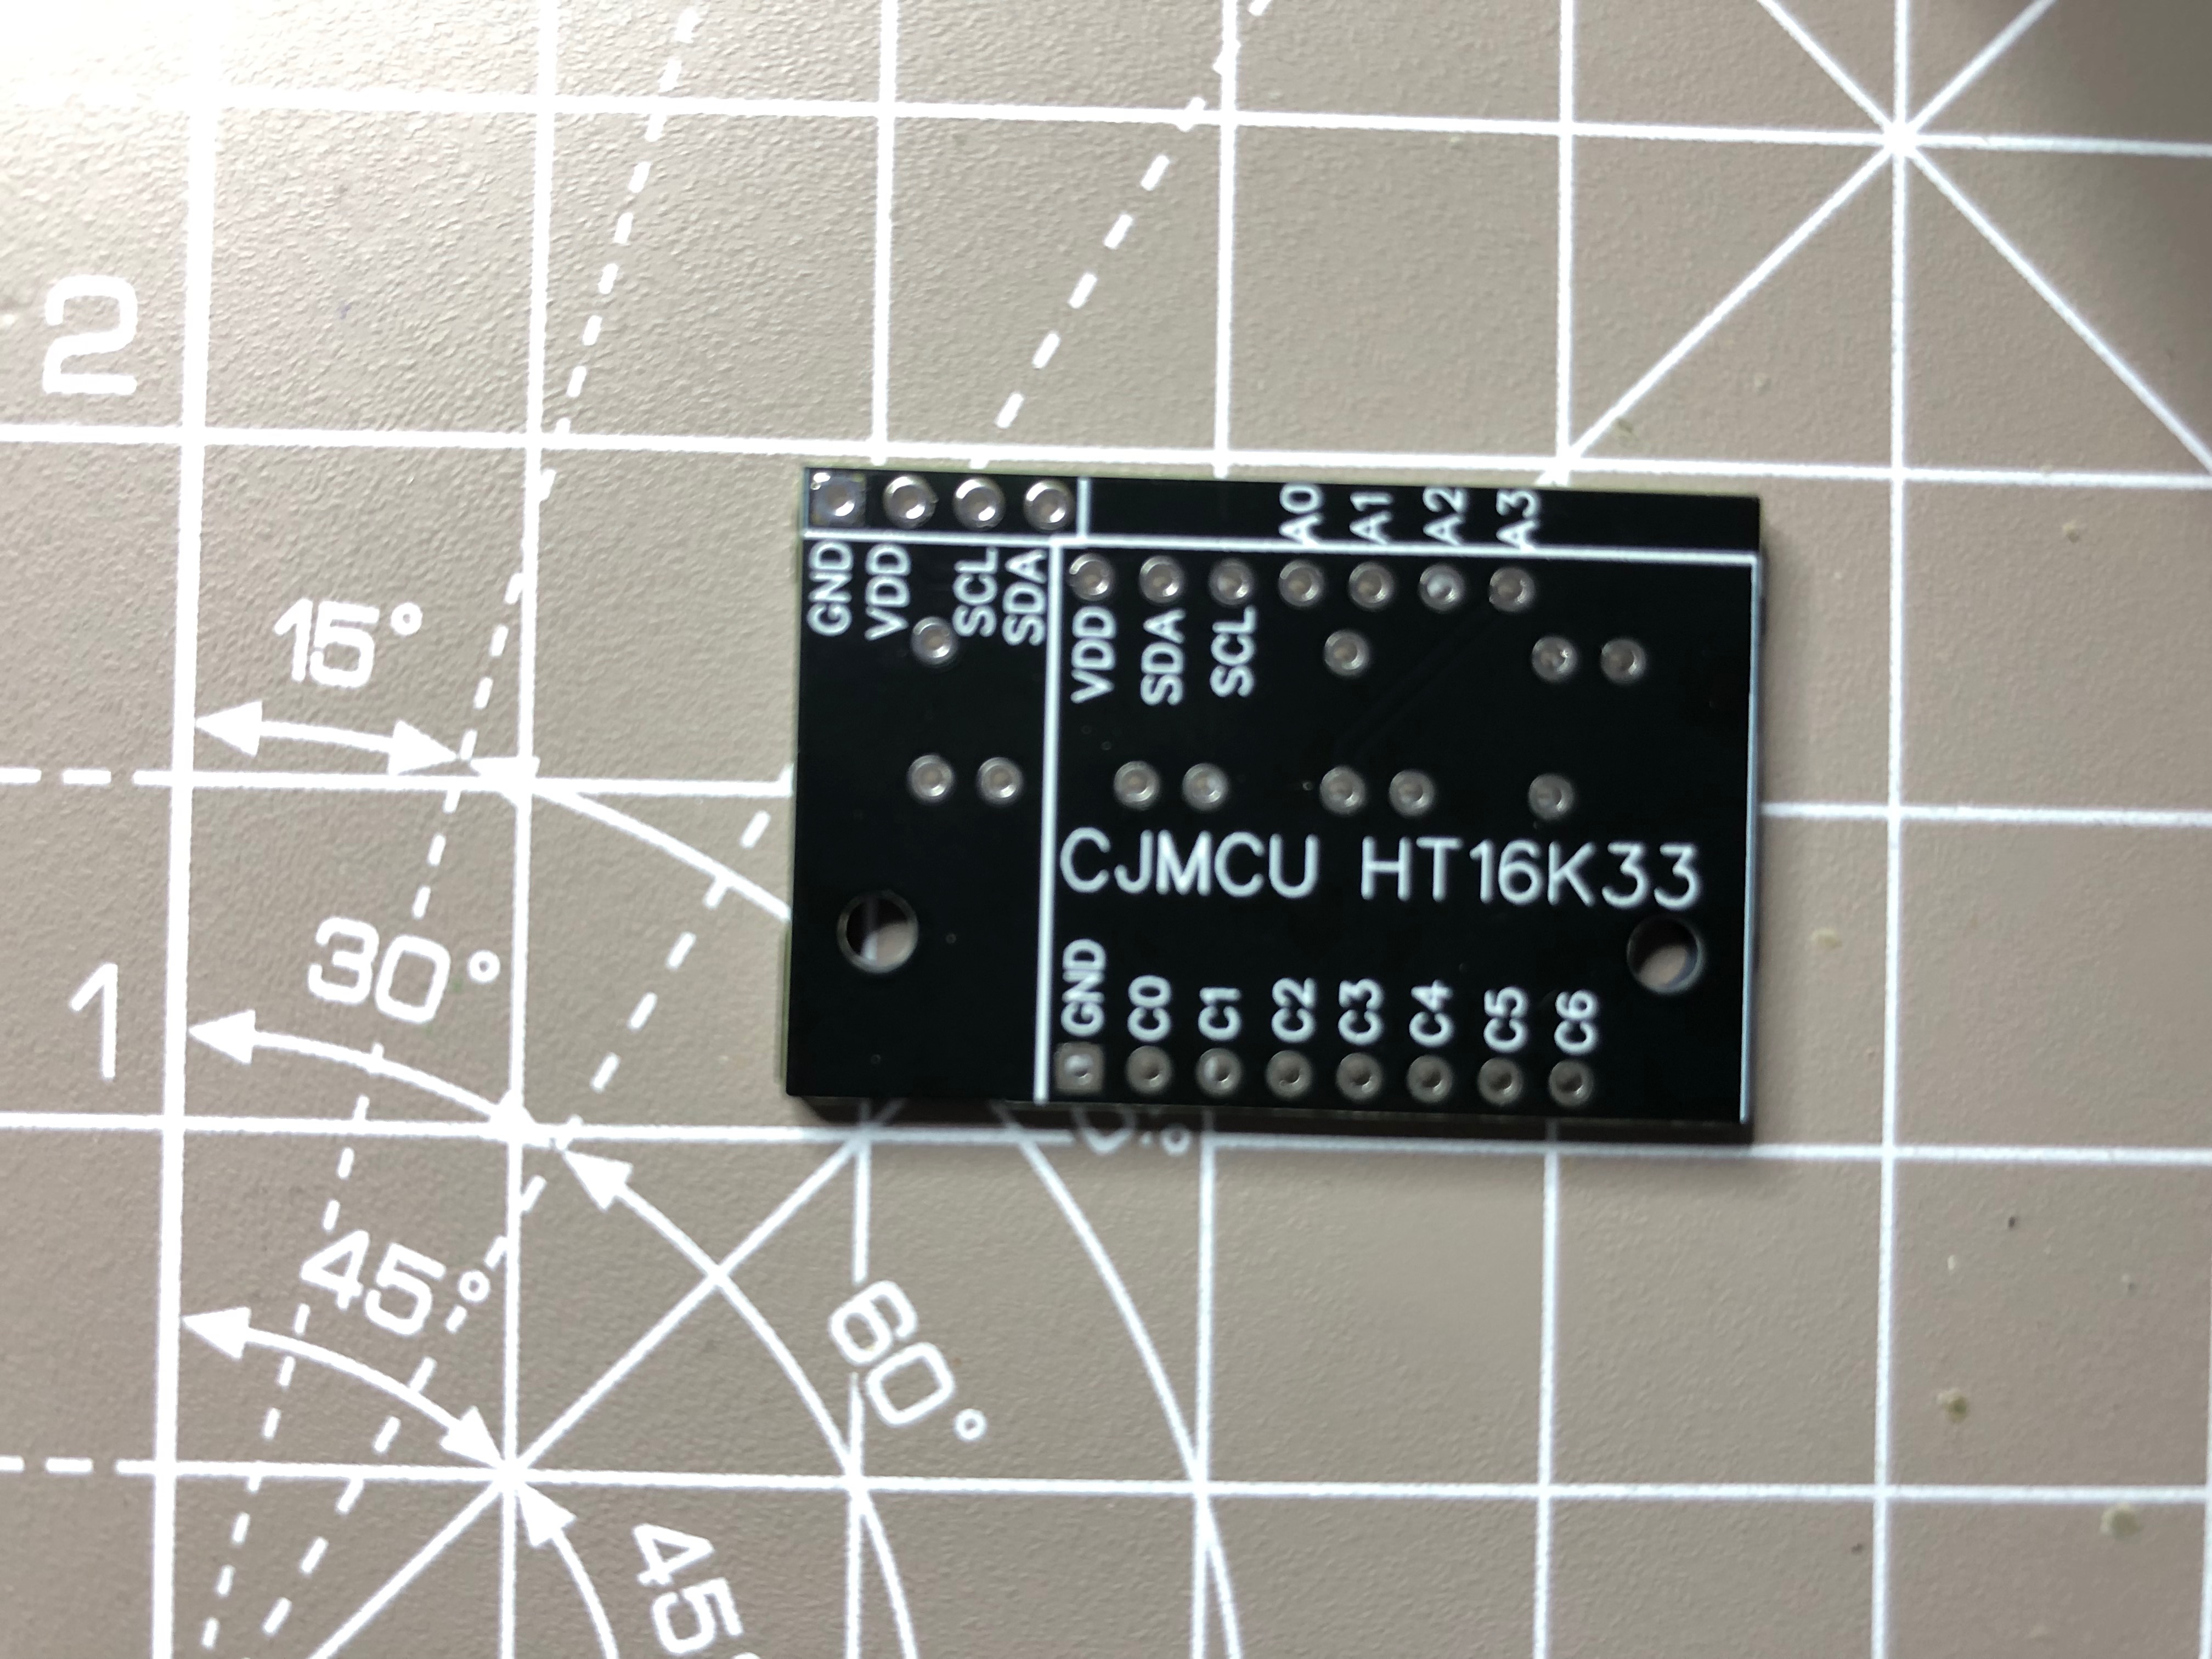 2
A0 A1 A2 A3
GND VDD SCL SDA
VDD SDA SCL
15°
CJMCU HT16K33
30°
1
GND C0 C1 C2 C3 C4 C5 C6
45°
60°
45°